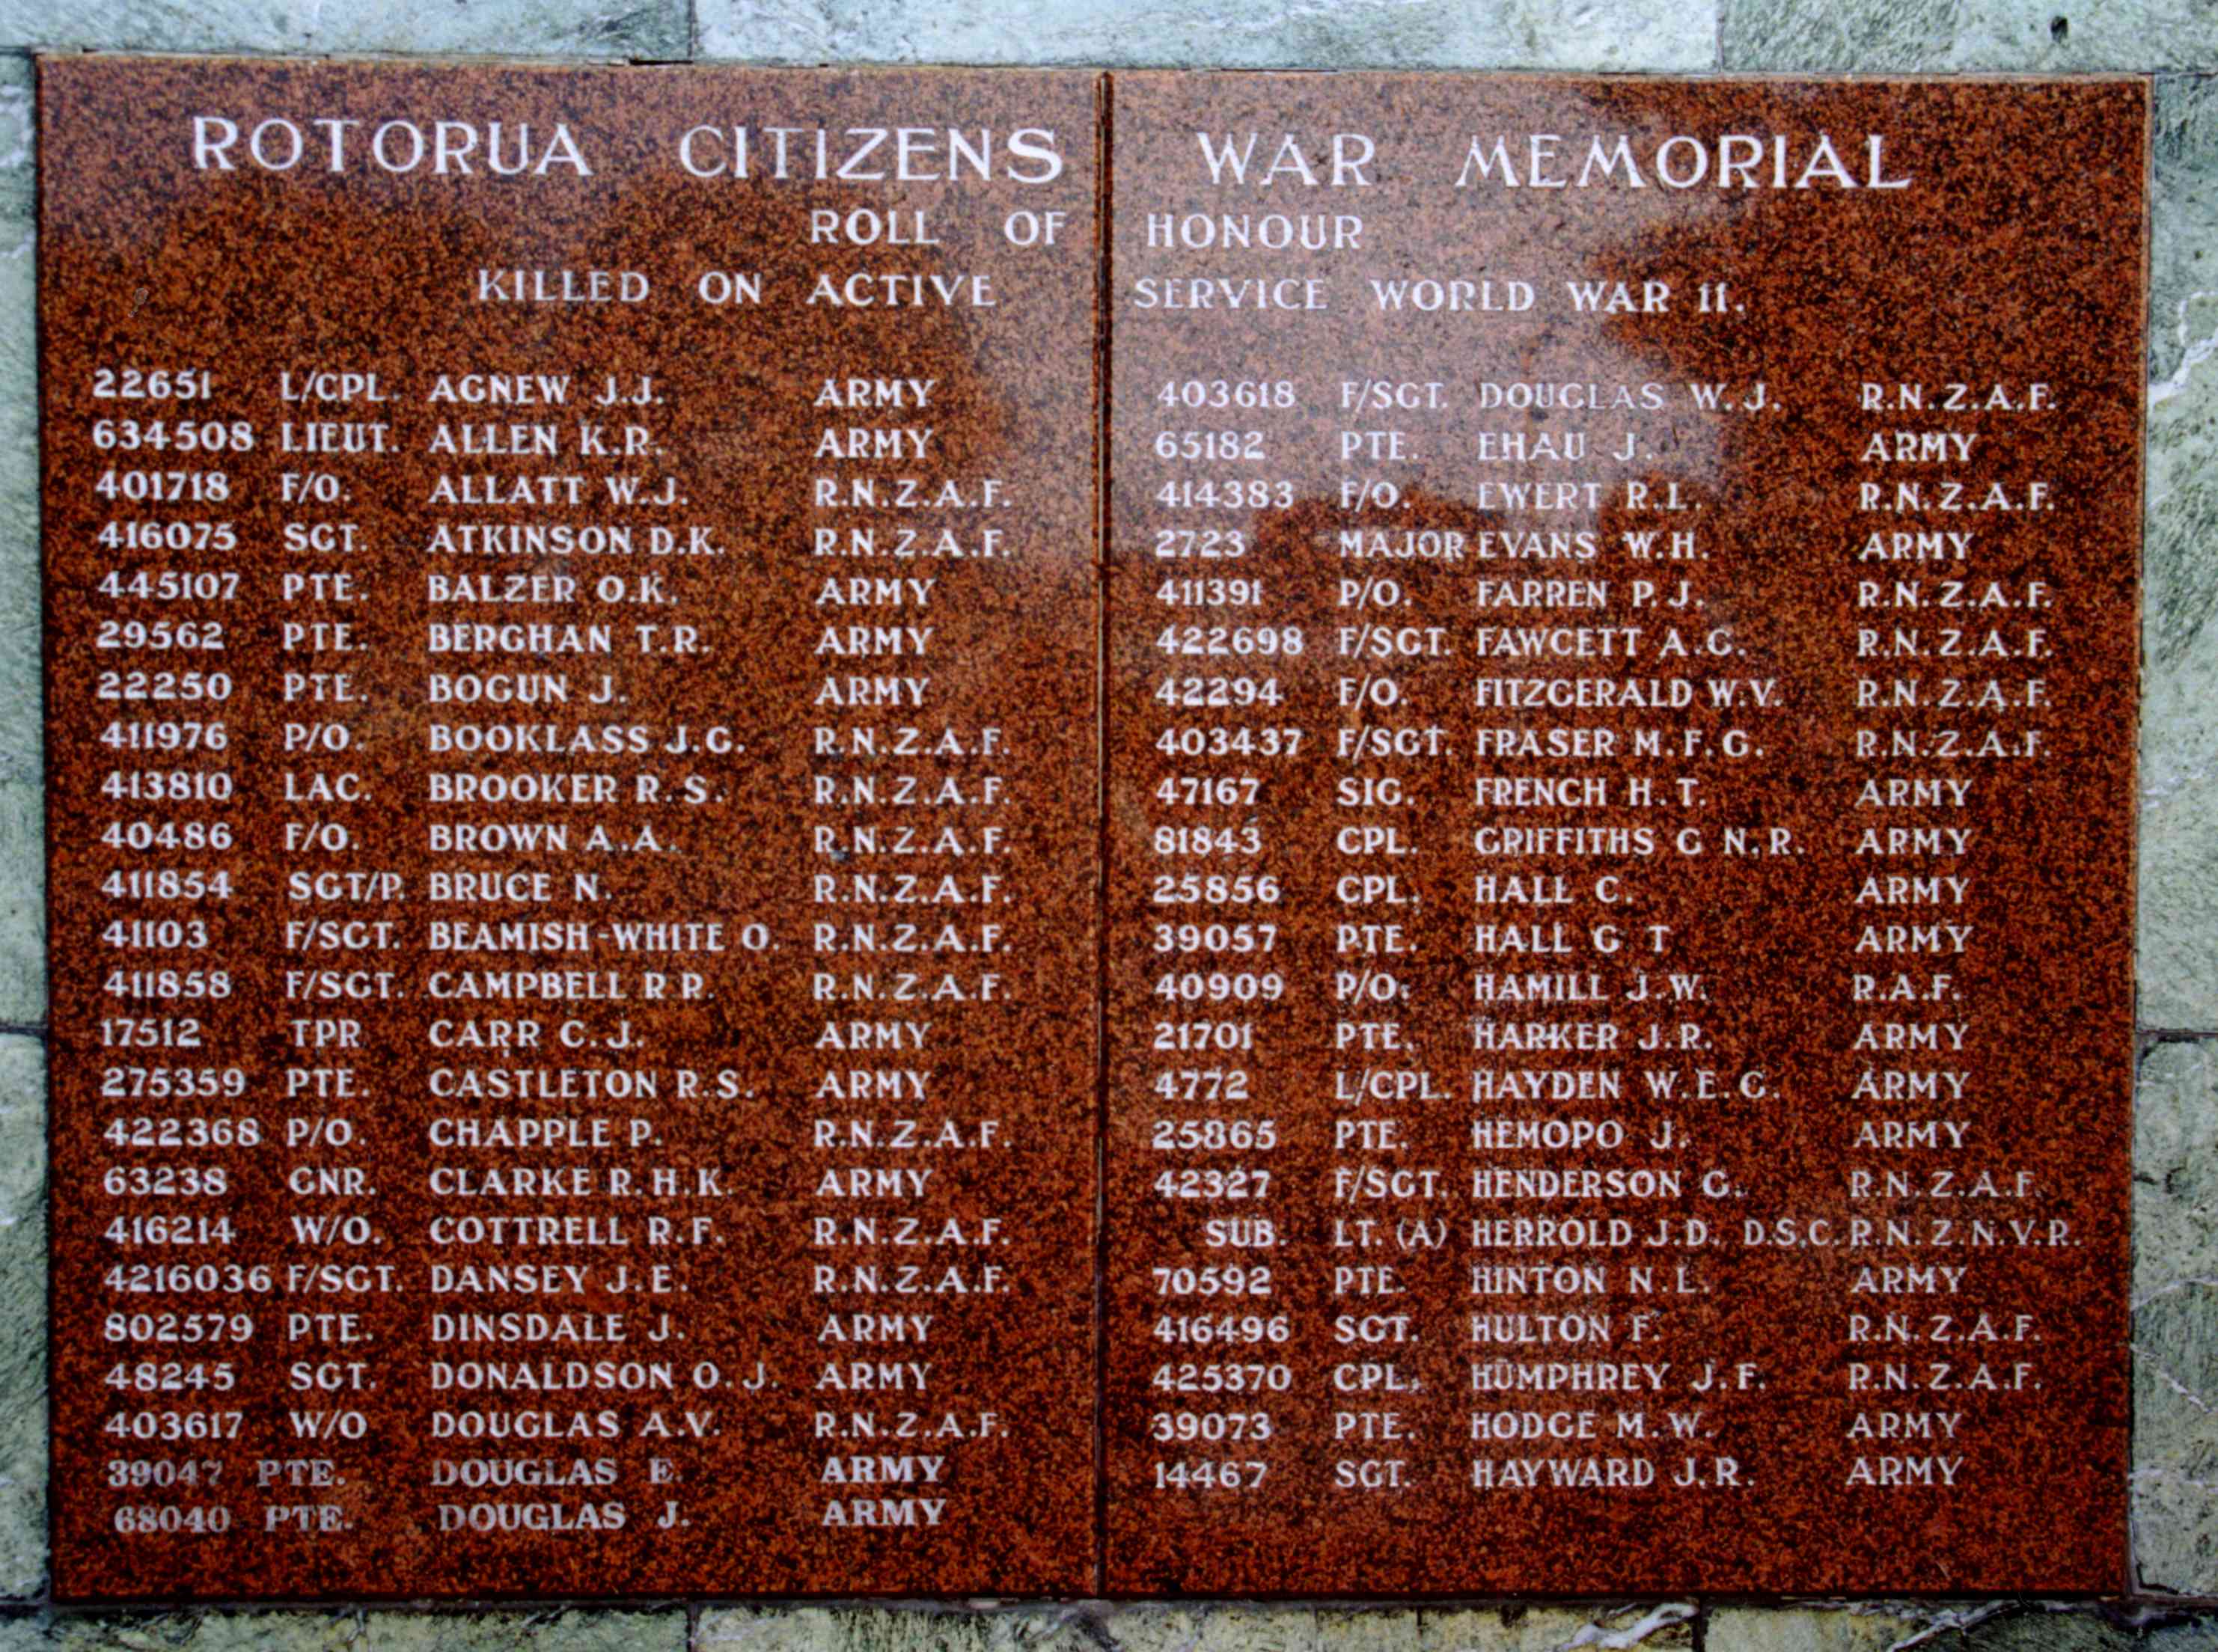 ROTORUA CITIZENS WAR MEMORIAL
ROLL OF HONOUR
KILLED ON ACTIVE SERVICE WORLD WAR 11.
22651 L/CPL. AGNEW J.J. ARMY
634508 LIEUT. ALLEN K.R. ARMY
401718 F/O. ALLATT W.J. R.N.Z.A.F.
416075 SGT. ATKINSON D.K. R.N.Z.A.F.
445107 PTE. BALZER O.K. ARMY
29562 PTE. BERGHAN T.R. ARMY
22250 PTE. BOGUN J. ARMY
411976 P/O. BOOKLASS J.G. R.N.Z.A.F.
413810 LAC. BROOKER R.S. R.N.Z.A.F.
40486 F/O. BROWN A.A. R.N.Z.A.F.
411854 SGT/P. BRUCE N. R.N.Z.A.F.
41103 F/SGT. BEAMISH-WHITE O. R.N.Z.A.F.
411858 F/SGT. CAMPBELL R R. R.N.Z.A.F.
17512 TPR CARR C.J. ARMY
275359 PTE. CASTLETON R.S. ARMY
422368 P/O. CHAPPLE P. R.N.Z.A.F.
63238 GNR. CLARKE R.H.K. ARMY
416214 W/O. COTTRELL R.F. R.N.Z.A.F.
4216036 F/SGT. DANSEY J.E. R.N.Z.A.F.
802579 PTE. DINSDALE J. ARMY
48245 SGT. DONALDSON O.J. ARMY
403617 W/O DOUGLAS A.V. R.N.Z.A.F.
39047 PTE. DOUGLAS E. ARMY
68040 PTE. DOUGLAS J. ARMY
403618 F/SGT. DOUGLAS W.J. R.N.Z.A.F.
65182 PTE. EHAU J. ARMY
414383 F/O. EWERT R.L. R.N.Z.A.F.
2723 MAJOR EVANS W.H. ARMY
411391 P/O. FARREN P.J. R.N.Z.A.F.
422698 F/SGT. FAWCETT A.G. R.N.Z.A.F.
42294 F/O. FITZGERALD W.V. R.N.Z.A.F.
403437 F/SGT. FRASER M.F.G. R.N.Z.A.F.
47167 SIG. FRENCH H.T. ARMY
81843 CPL. GRIFFITHS G N.R. ARMY
25856 CPL. HALL C. ARMY
39057 PTE. HALL G T ARMY
40909 P/O. HAMILL J.W. R.A.F.
21701 PTE. HARKER J.R. ARMY
4772 L/CPL. HAYDEN W.E.G. ARMY
25865 PTE. HEMOPO J. ARMY
42327 F/SGT. HENDERSON G. R.N.Z.A.F.
SUB. LT. (A) HERROLD J.D. D.S.C. R.N.Z.N.V.R.
70592 PTE. HINTON N.L. ARMY
416496 SGT. HULTON F. R.N.Z.A.F.
425370 CPL. HUMPHREY J.F. R.N.Z.A.F.
39073 PTE. HODGE M.W. ARMY
14467 SGT. HAYWARD J.R. ARMY